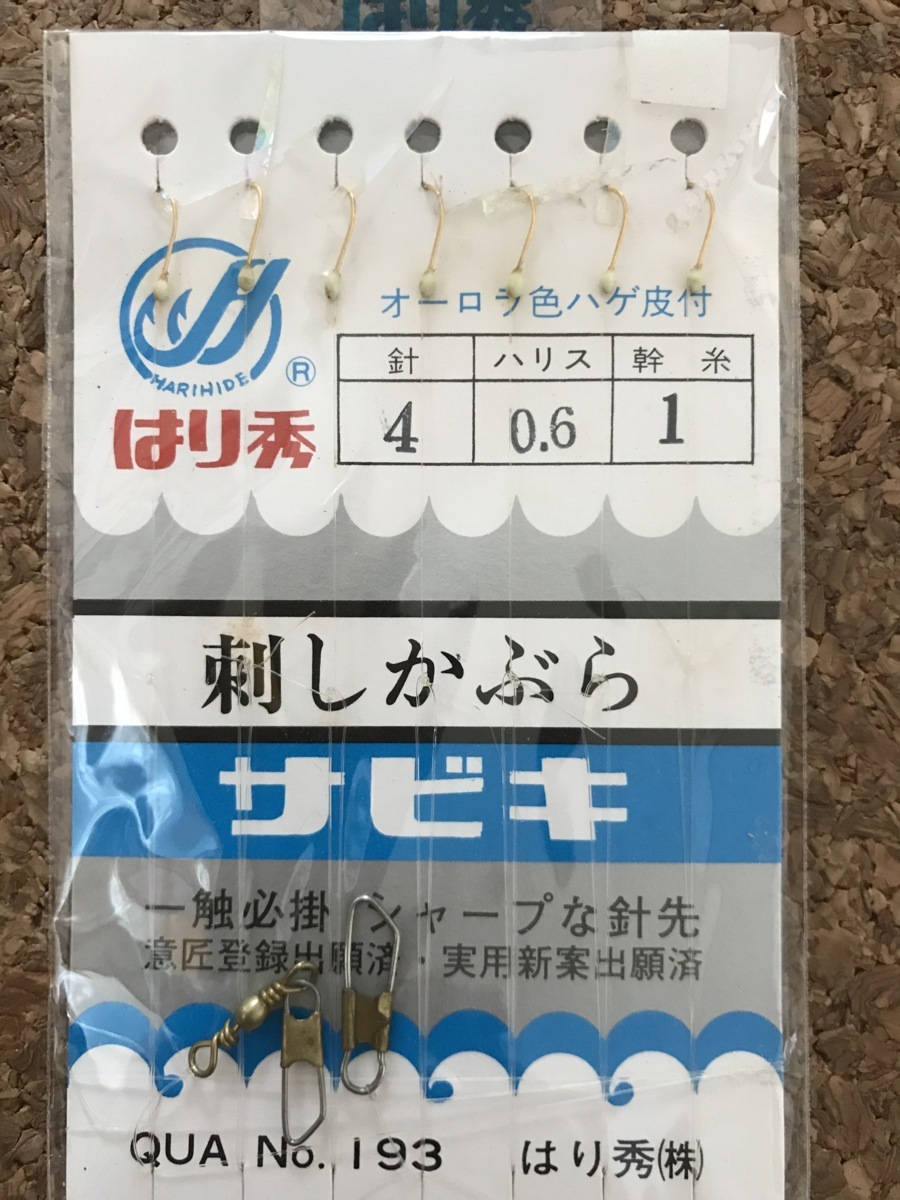 はり秀
オーロラ色ハゲ皮付
針 ハリス 幹糸
4 0.6 1
HARIHIDE
®
はり秀
刺しかぶら
サビキ
一触必掛 シャープな針先
意匠登録出願済・実用新案出願済
QUA No. 193 はり秀㈱